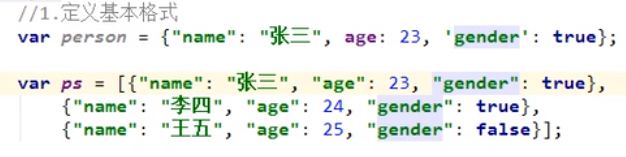 //1.定义基本格式
var person = {"name": "张三", age: 23, 'gender': true};
var ps = [{"name": "张三", "age": 23, "gender": true},
{"name": "李四", "age": 24, "gender": true},
{"name": "王五", "age": 25, "gender": false}];